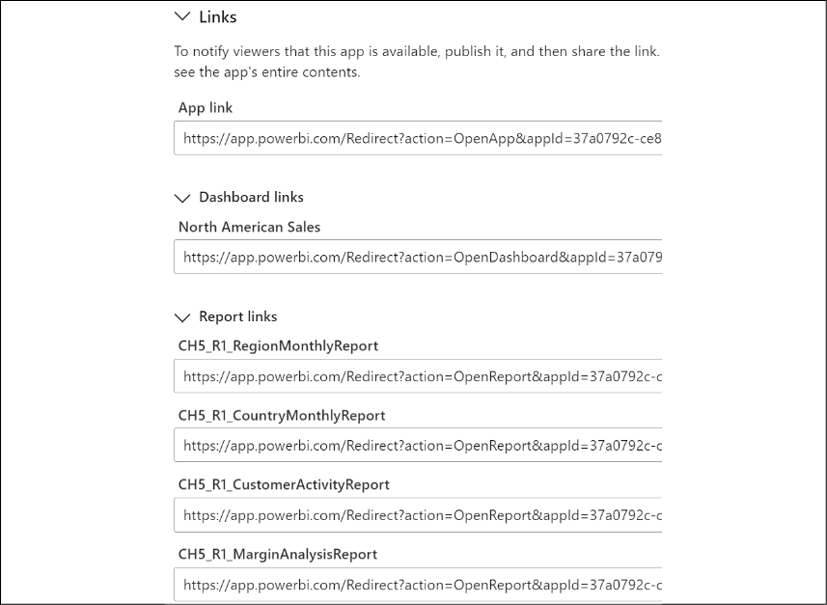 Links
To notify viewers that this app is available, publish it, and then share the link.
see the app's entire contents.
App link
https://app.powerbi.com/Redirect?action=OpenApp&appId=37a0792c-ce8
Dashboard links
North American Sales
https://app.powerbi.com/Redirect?action=OpenDashboard&appId=37a079
Report links
CH5_R1_RegionMonthlyReport
https://app.powerbi.com/Redirect?action=OpenReport&appId=37a0792c-c
CH5_R1_CountryMonthlyReport
https://app.powerbi.com/Redirect?action=OpenReport&appId=37a0792c-c
CH5_R1_CustomerActivityReport
https://app.powerbi.com/Redirect?action=OpenReport&appId=37a0792c-c
CH5_R1_MarginAnalysisReport
https://app.powerbi.com/Redirect?action=OpenReport&appId=37a0792c-c